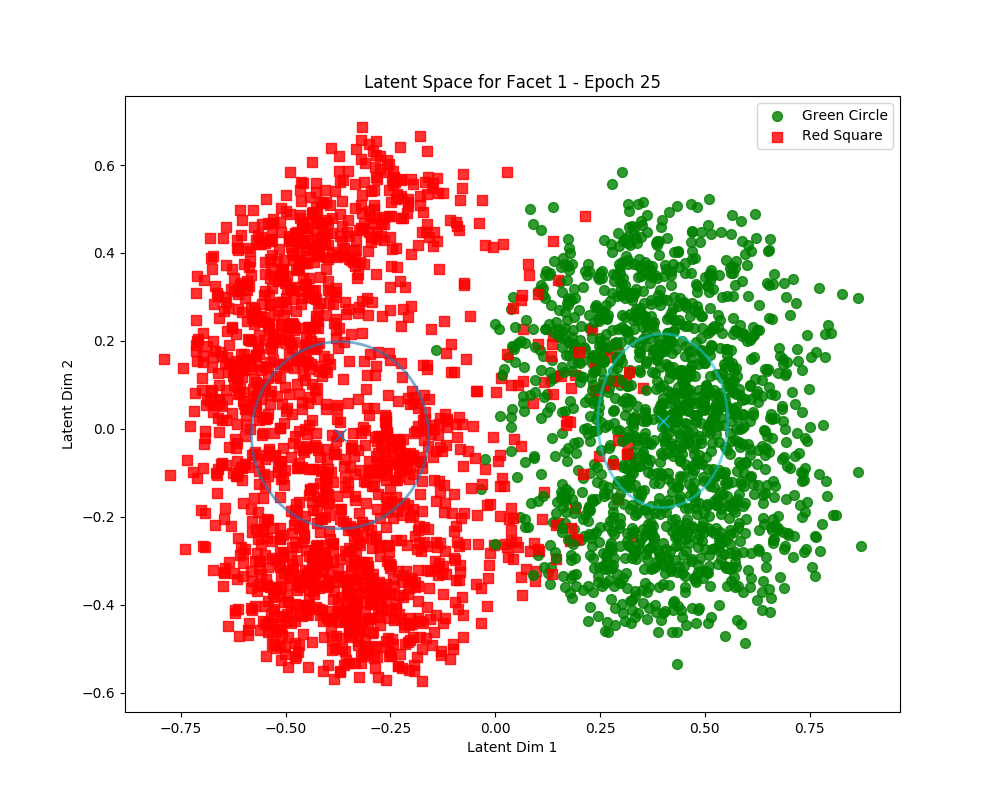 Latent Space for Facet 1 - Epoch 25
Green Circle
Red Square
Latent Dim 2
0.6
0.4
0.2
0.0
−0.2
−0.4
−0.6
−0.75
−0.50
−0.25
0.00
0.25
0.50
0.75
Latent Dim 1